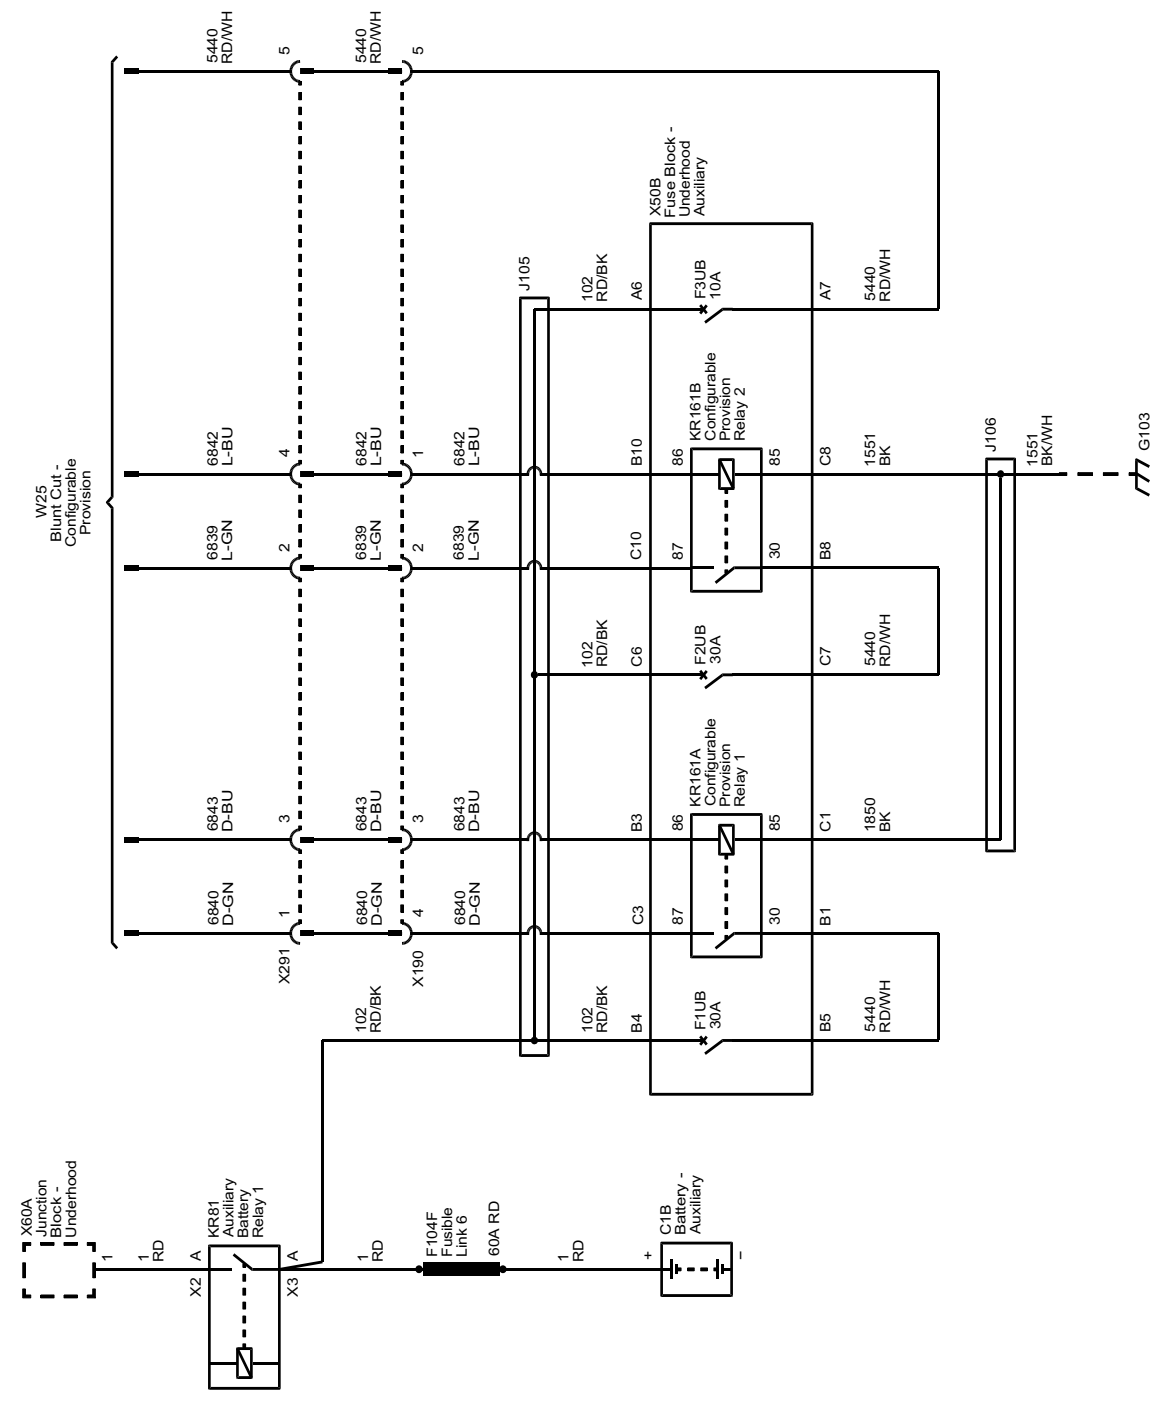 X60A
Junction
Block -
Underhood
W25
Blunt Cut -
Configurable
Provision
1
1
RD
X2
A
KR81
Auxiliary
Battery
Relay 1
X3
A
6840
D-GN
6843
D-BU
6839
L-GN
6842
L-BU
5440
RD/WH
X291
1
3
2
4
5
1
RD
102
RD/BK
6840
D-GN
6843
D-BU
6839
L-GN
6842
L-BU
5440
RD/WH
X190
4
3
2
1
5
F104F
Fusible
Link 6
60A RD
6840
D-GN
6843
D-BU
6839
L-GN
6842
L-BU
J105
1
RD
102
RD/BK
102
RD/BK
102
RD/BK
+
C1B
Battery -
Auxiliary
–
B4
C3
B3
C6
C10
B10
A6
X50B
Fuse Block -
Underhood
Auxiliary
F1UB
30A
87
86
KR161A
Configurable
Provision
Relay 1
30
85
F2UB
30A
87
86
KR161B
Configurable
Provision
Relay 2
30
85
F3UB
10A
B5
B1
C1
C7
B8
C8
A7
5440
RD/WH
1850
BK
5440
RD/WH
1551
BK
5440
RD/WH
J106
1551
BK/WH
G103